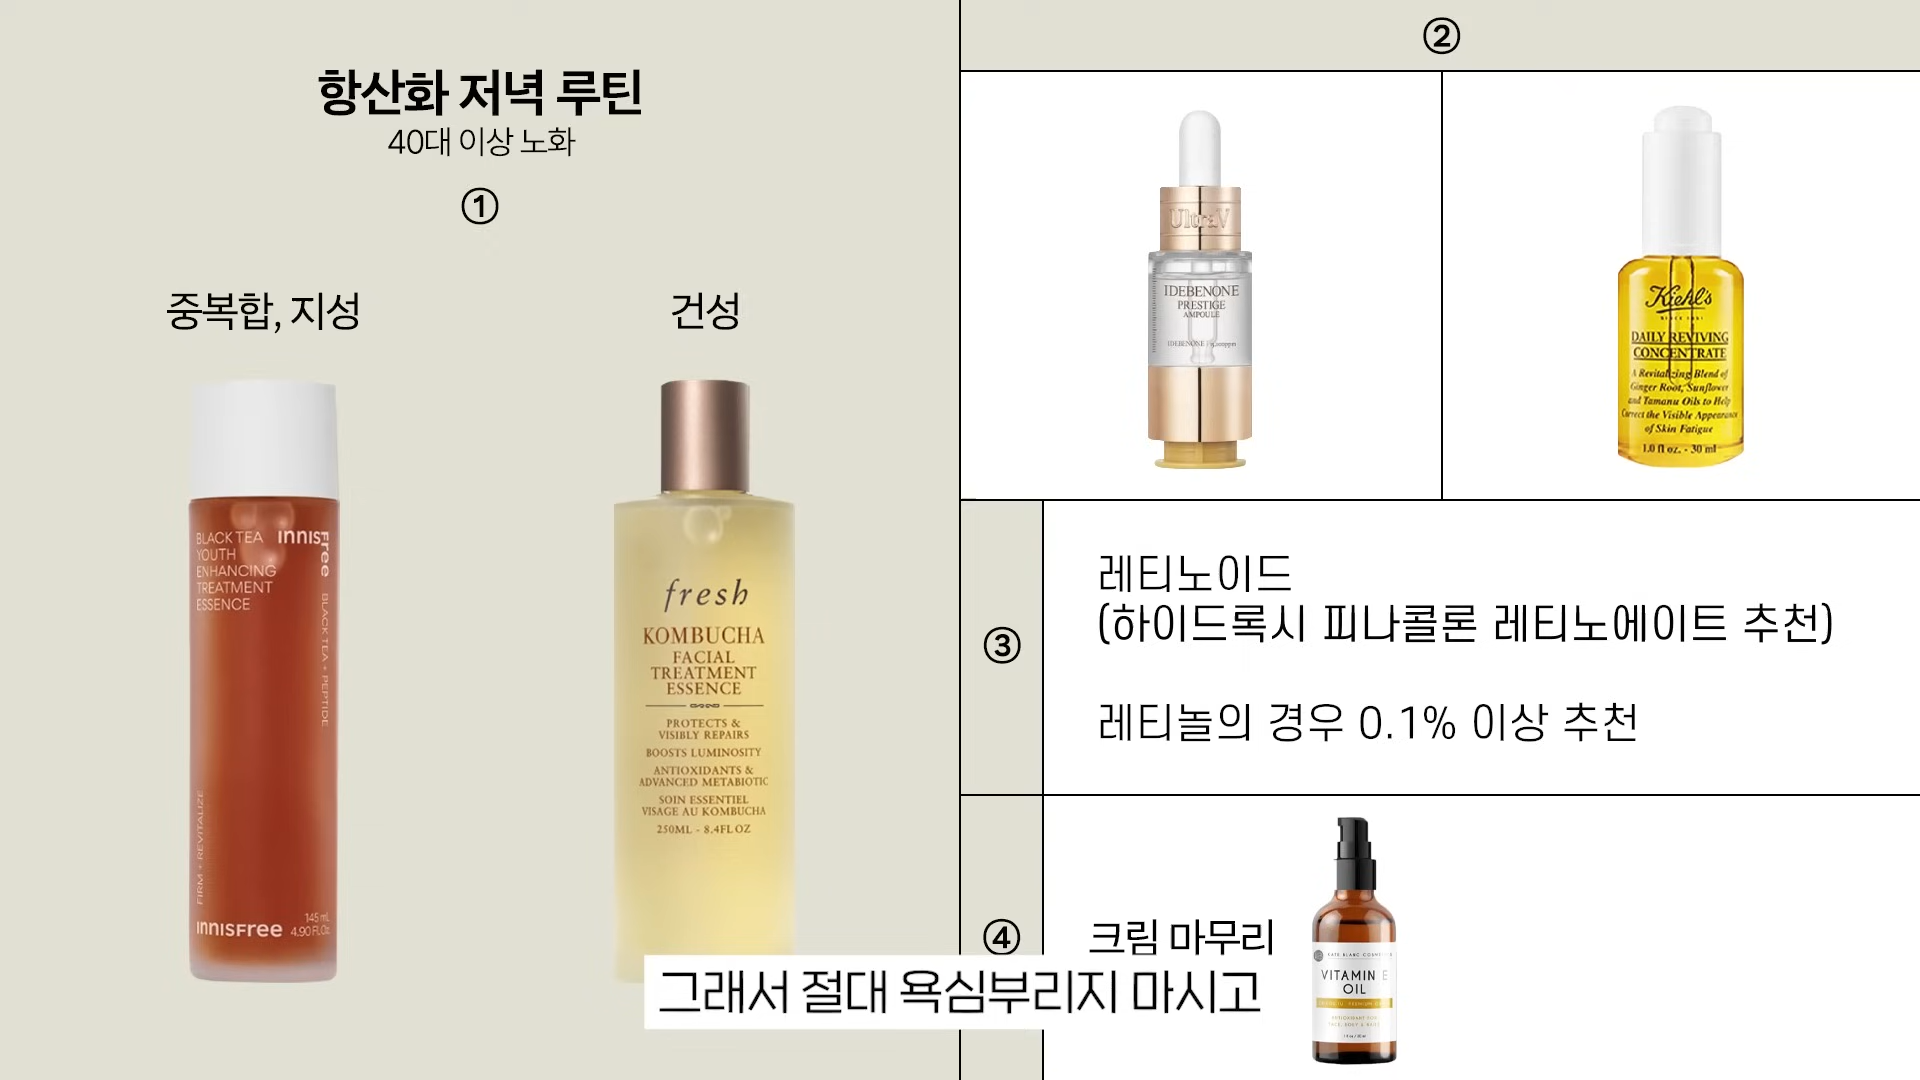 항산화 저녁 루틴
40대 이상 노화
①
중복합, 지성
건성
BLACK TEA
YOUTH
ENHANCING
TREATMENT
ESSENCE
innisfree
BLACK TEA + PEPTIDE
FIRM + REVITALIZE
innisfree
145 mL
4.90 FL.Oz.
fresh
KOMBUCHA
FACIAL
TREATMENT
ESSENCE
PROTECTS &
VISIBLY REPAIRS
BOOSTS LUMINOSITY
ANTIOXIDANTS &
ADVANCED METABIOTIC
SOIN ESSENTIEL
VISAGE AU KOMBUCHA
250ML - 8.4FL OZ
②
UltraV
IDEBENONE
PRESTIGE
AMPOULE
Kiehl's
DAILY REVIVING
CONCENTRATE
A Revitalizing Blend of
Ginger Root, Sunflower
and Tamanu Oils to Help
Correct the Visible Appearance
of Skin Fatigue
1.0 fl oz. - 30 ml
③
레티노이드
(하이드록시 피나콜론 레티노에이트 추천)
레티놀의 경우 0.1% 이상 추천
④
크림 마무리
VITAMIN E
OIL
그래서 절대 욕심부리지 마시고